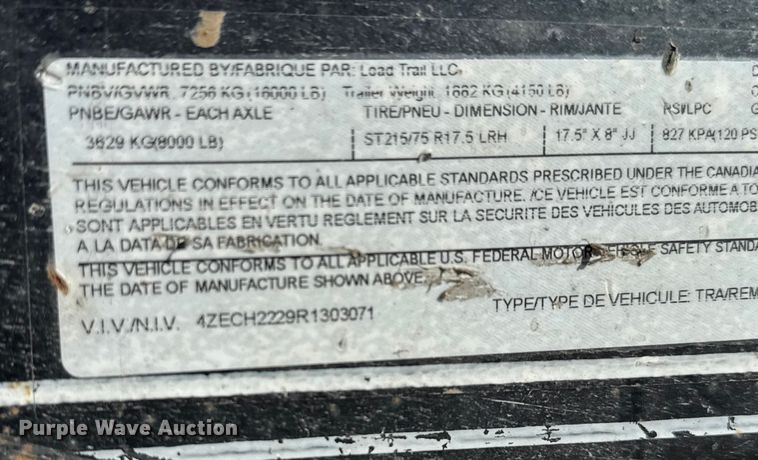 MANUFACTURED BY/FABRIQUE PAR: Load Trail LLC.
PNBV/GVWR 7256 KG(16000 LB) Trailer Weight 1882 KG(4150 LB)
PNBE/GAWR - EACH AXLE TIRE/PNEU - DIMENSION - RIM/JANTE RSI/LPC
3629 KG(8000 LB) ST215/75 R17.5 LRH 17.5" X 6" JJ 827 KPA(120 PS
THIS VEHICLE CONFORMS TO ALL APPLICABLE STANDARDS PRESCRIBED UNDER THE CANADIA
REGULATIONS IN EFFECT ON THE DATE OF MANUFACTURE. /CE VEHICLE EST CONFORME A TO
SONT APPLICABLES EN VERTU REGLEMENT SUR LA SECURITE DES VEHICULES DES AUTOMOB
A LA DATA DE SA FABRICATION.
THIS VEHICLE CONFORMS TO ALL APPLICABLE U.S. FEDERAL MOTOR VEHICLE SAFETY STANDA
THE DATE OF MANUFACTURE SHOWN ABOVE.
TYPE/TYPE DE VEHICULE: TRA/REM
V.I.V./N.I.V. 4ZECH2229R1303071
Purple Wave Auction